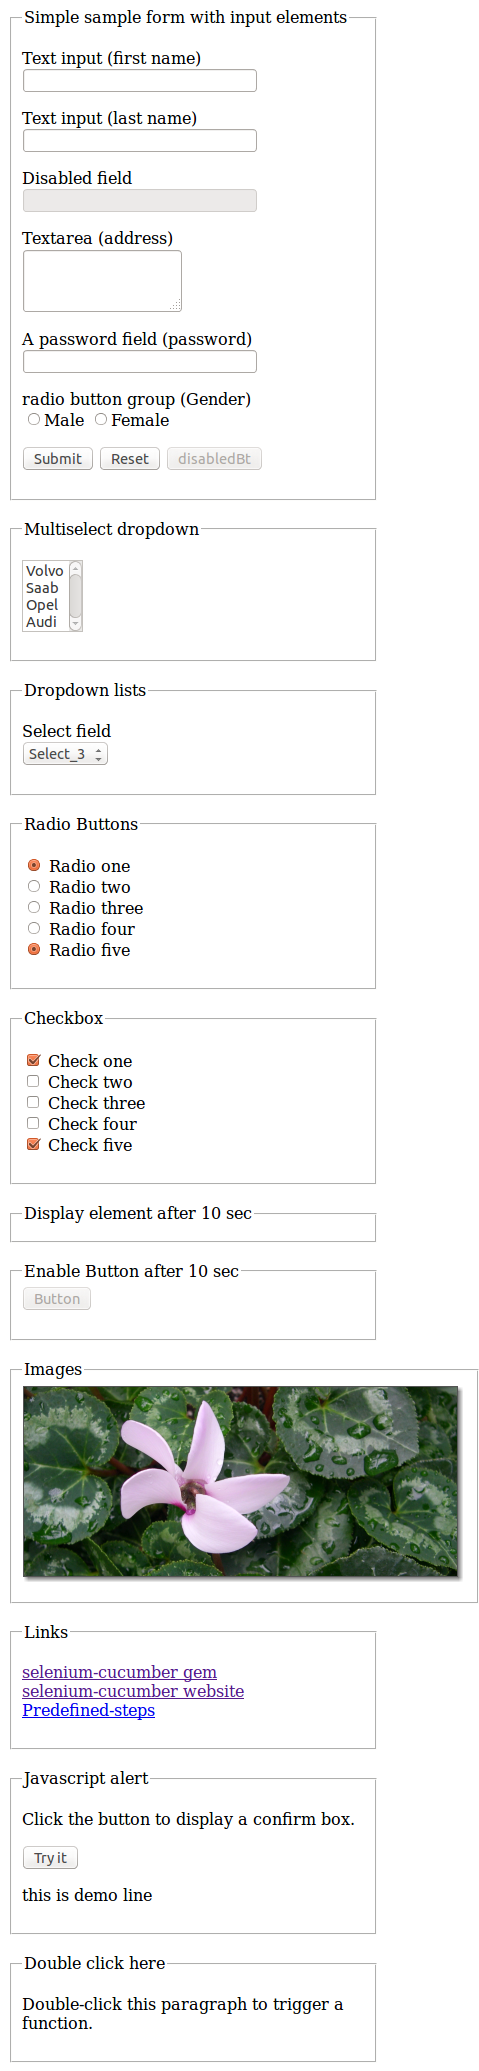 Simple sample form with input elements
Text input (first name)
Text input (last name)
Disabled field
Textarea (address)
A password field (password)
radio button group (Gender)
Male Female
Submit Reset disabledBt
Multiselect dropdown
Volvo
Saab
Opel
Audi
Dropdown lists
Select field
Select_3
Radio Buttons
Radio one
Radio two
Radio three
Radio four
Radio five
Checkbox
Check one
Check two
Check three
Check four
Check five
Display element after 10 sec
Enable Button after 10 sec
Button
Images
Links
selenium-cucumber gem
selenium-cucumber website
Predefined-steps
Javascript alert
Click the button to display a confirm box.
Try it
this is demo line
Double click here
Double-click this paragraph to trigger a
function.